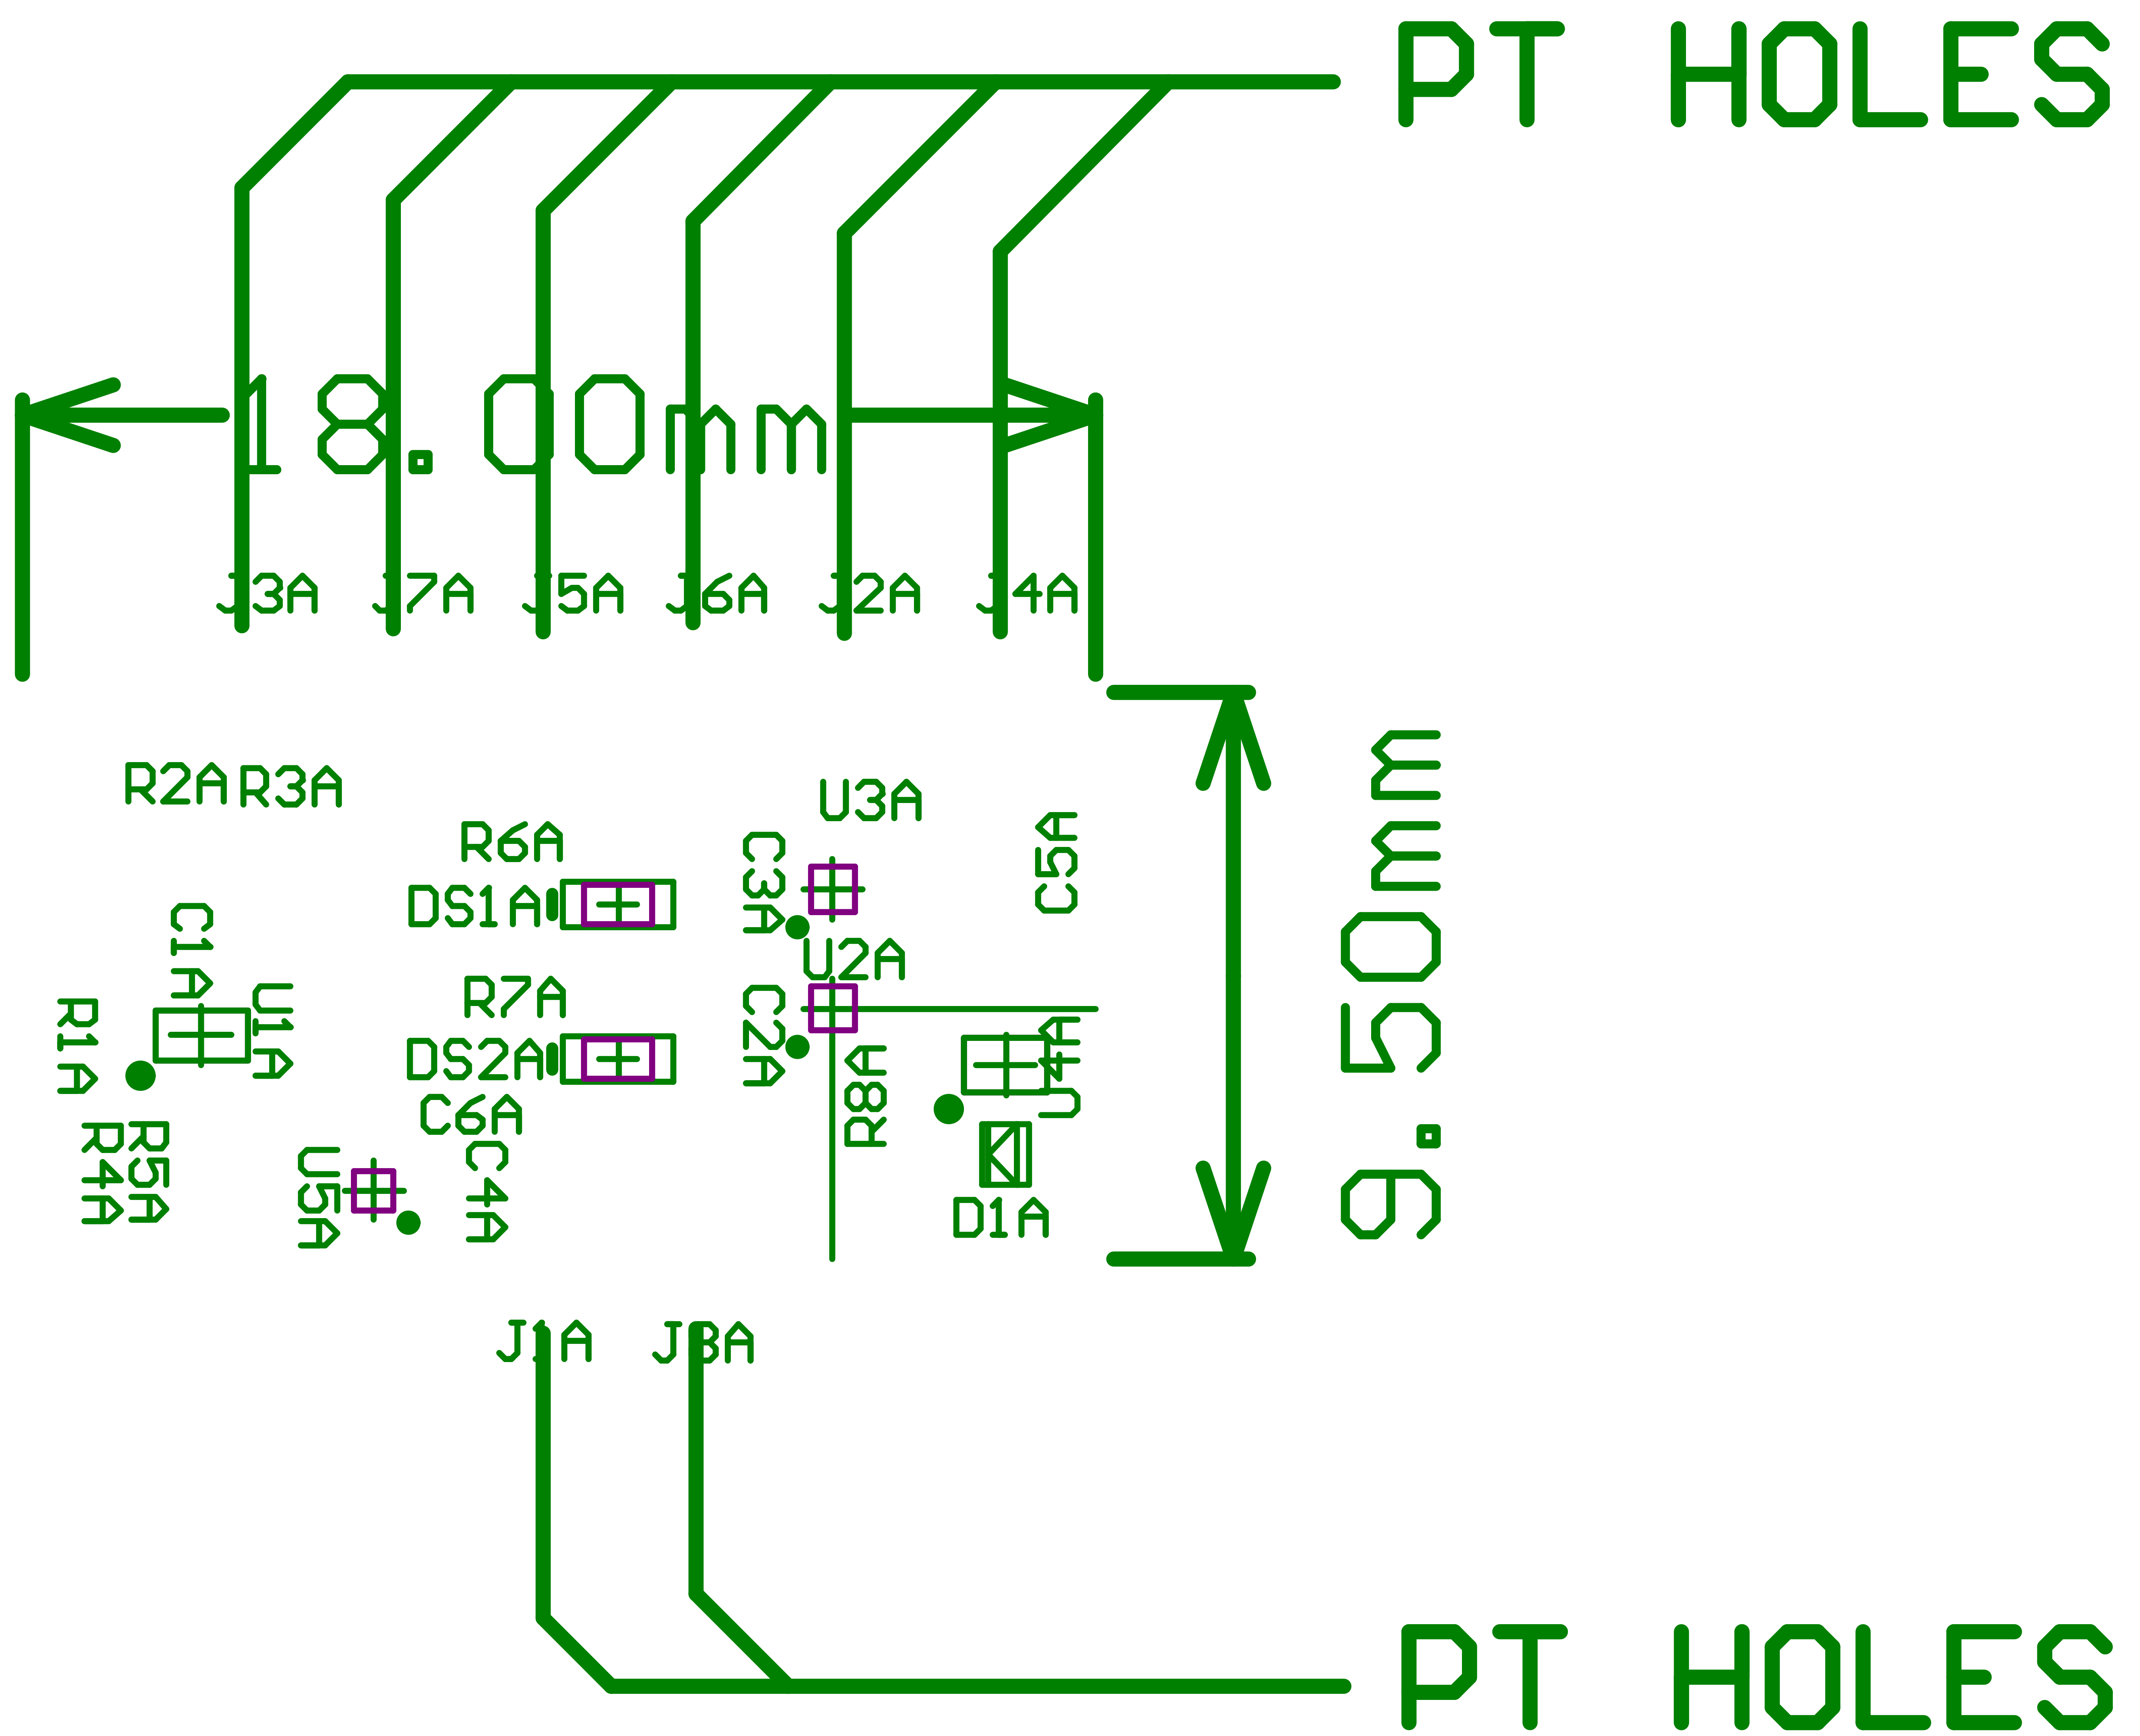 PT HOLES
18.00mm
J3A J7A J5A J6A J2A J4A
R2A R3A
U3A
R6A
C3A
C5A
DS1A
C1A
U2A
R7A
U1A
C2A
R1A
DS2A
U4A
R8A
C6A
R4A
R5A
U5A
C4A
D1A
9.50mm
J1A J8A
PT HOLES